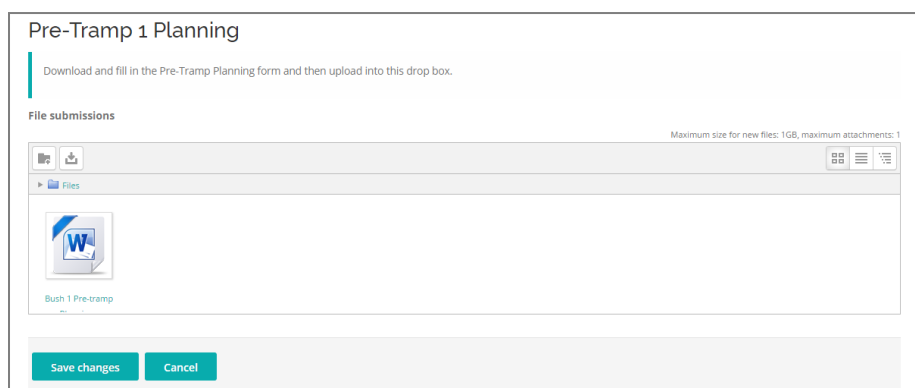 Pre-Tramp 1 Planning
Download and fill in the Pre-Tramp Planning form and then upload into this drop box.
File submissions
Maximum size for new files: 1GB, maximum attachments: 1
Files
W
Bush 1 Pre-tramp
Save changes
Cancel